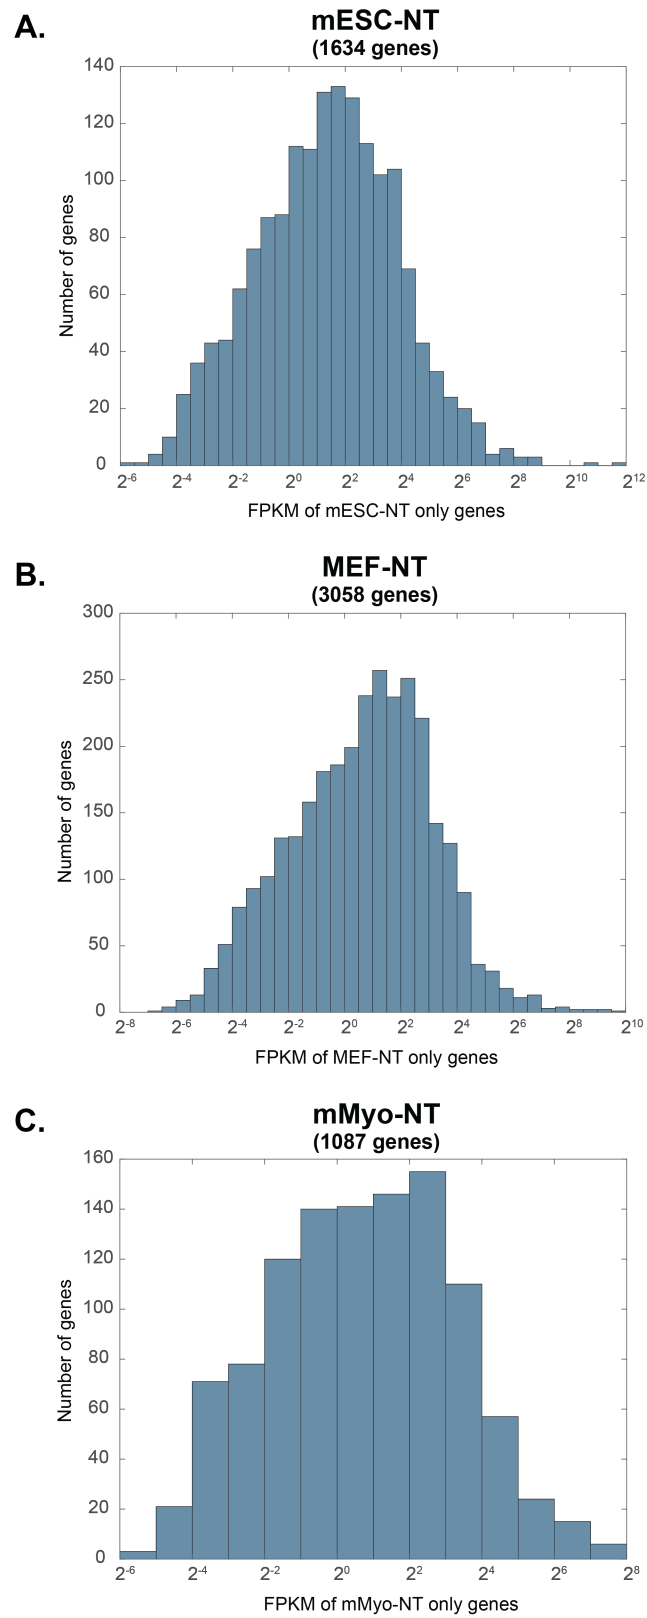 A.
mESC-NT
(1634 genes)
140
120
100
80
60
40
20
0
Number of genes
2-6 2-4 2-2 20 22 24 26 28 210 212
FPKM of mESC-NT only genes
B.
MEF-NT
(3058 genes)
300
250
200
150
100
50
0
Number of genes
2-8 2-6 2-4 2-2 20 22 24 26 28 210
FPKM of MEF-NT only genes
C.
mMyo-NT
(1087 genes)
160
140
120
100
80
60
40
20
0
Number of genes
2-6 2-4 2-2 20 22 24 26 28
FPKM of mMyo-NT only genes